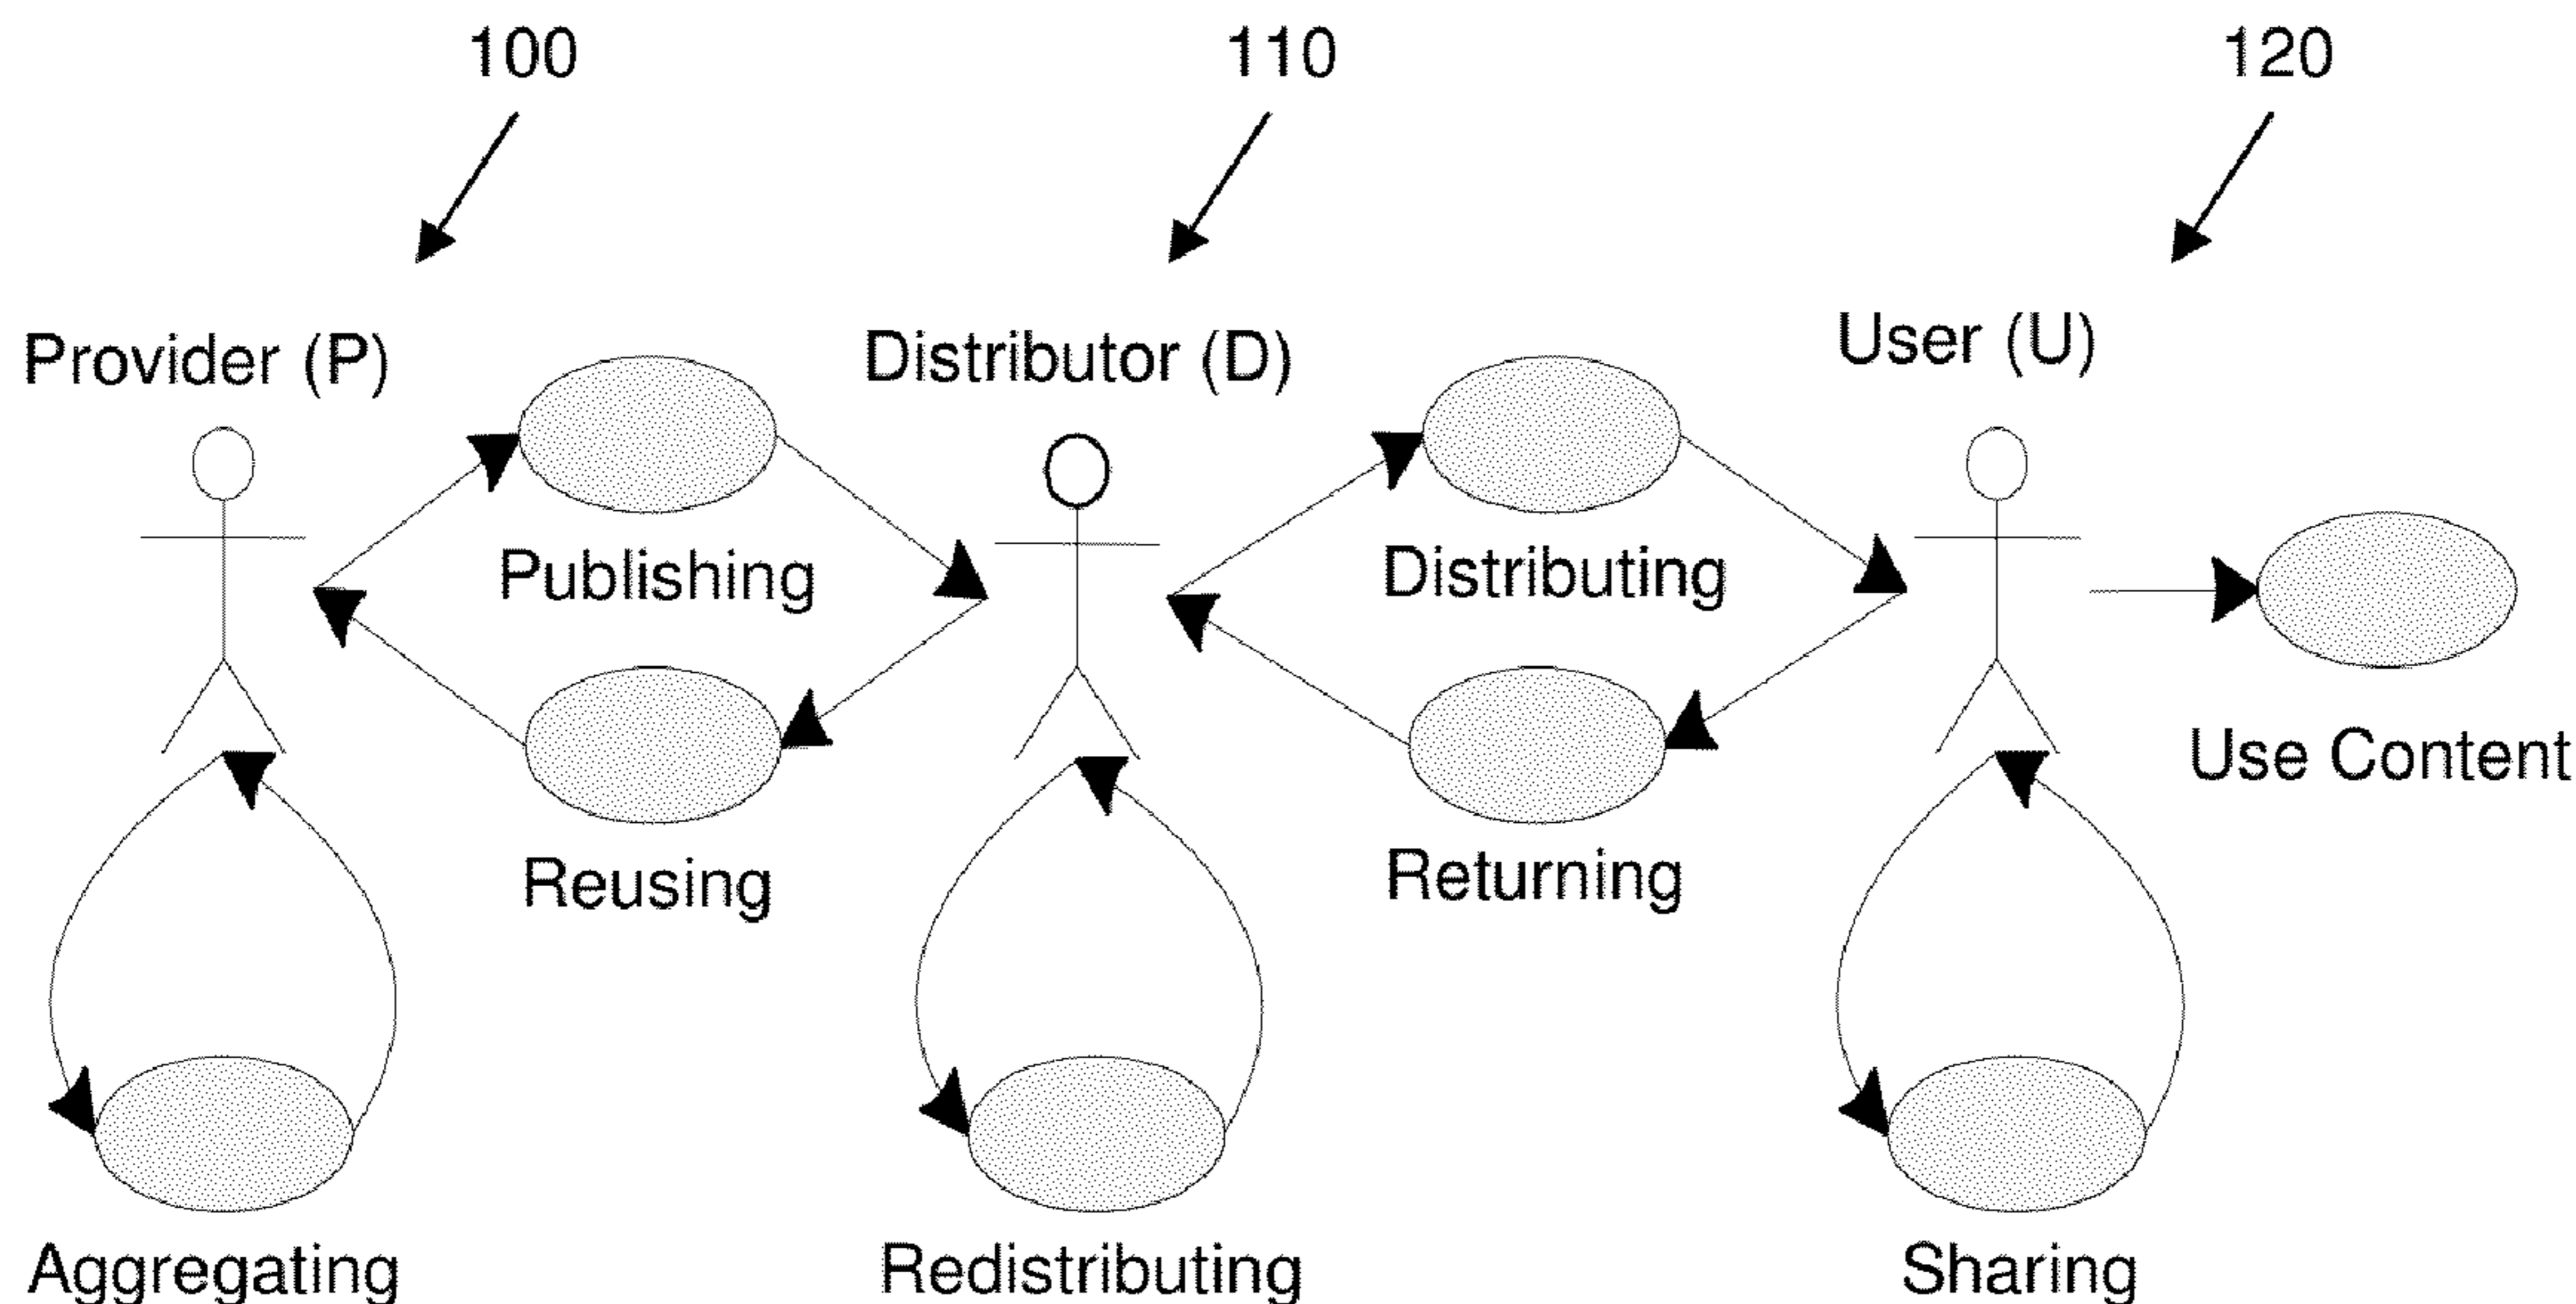 100
110
120
Provider (P)
Distributor (D)
User (U)
Publishing
Distributing
Use Content
Reusing
Returning
Aggregating
Redistributing
Sharing